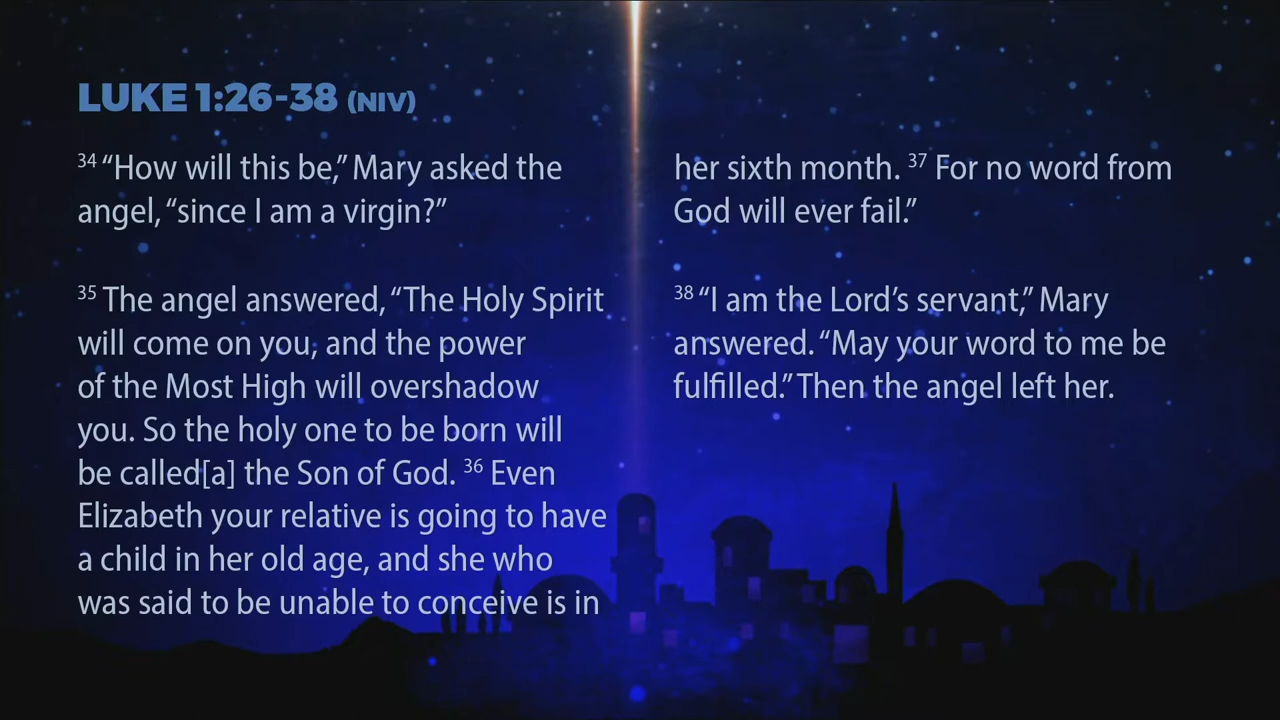 LUKE 1:26-38 (NIV)
34 “How will this be,” Mary asked the
angel, “since I am a virgin?”
35 The angel answered, “The Holy Spirit
will come on you, and the power
of the Most High will overshadow
you. So the holy one to be born will
be called[a] the Son of God. 36 Even
Elizabeth your relative is going to have
a child in her old age, and she who
was said to be unable to conceive is in
her sixth month. 37 For no word from
God will ever fail.”
38 “I am the Lord’s servant,” Mary
answered. “May your word to me be
fulfilled.” Then the angel left her.